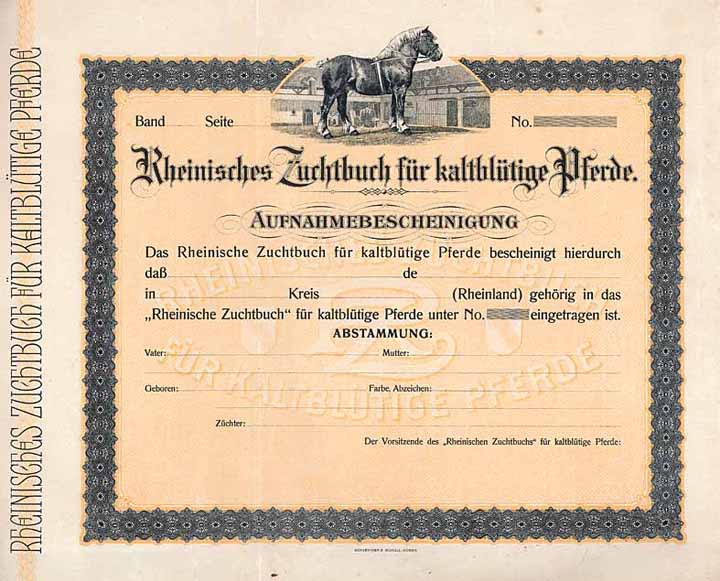 RHEINISCHES ZUCHTBUCH FÜR KALTBLÜTIGE PFERDE
Band Seite No.
Rheinisches Zuchtbuch für kaltblütige Pferde.
AUFNAHMEBESCHEINIGUNG
Das Rheinische Zuchtbuch für kaltblütige Pferde bescheinigt hierdurch
daß de
in Kreis (Rheinland) gehörig in das
„Rheinische Zuchtbuch" für kaltblütige Pferde unter No. eingetragen ist.
RHEINISCHES ZUCHTBUCH
FÜR KALTBLÜTIGE PFERDE
ABSTAMMUNG:
Vater: Mutter:
Geboren: Farbe, Abzeichen:
Züchter:
Der Vorsitzende des „Rheinischen Zuchtbuchs" für kaltblütige Pferde: